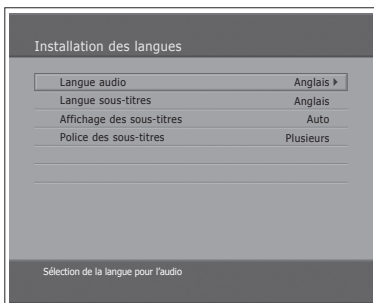 Installation des langues
Langue audio Anglais
Langue sous-titres Anglais
Affichage des sous-titres Auto
Police des sous-titres Plusieurs
Sélection de la langue pour l'audio